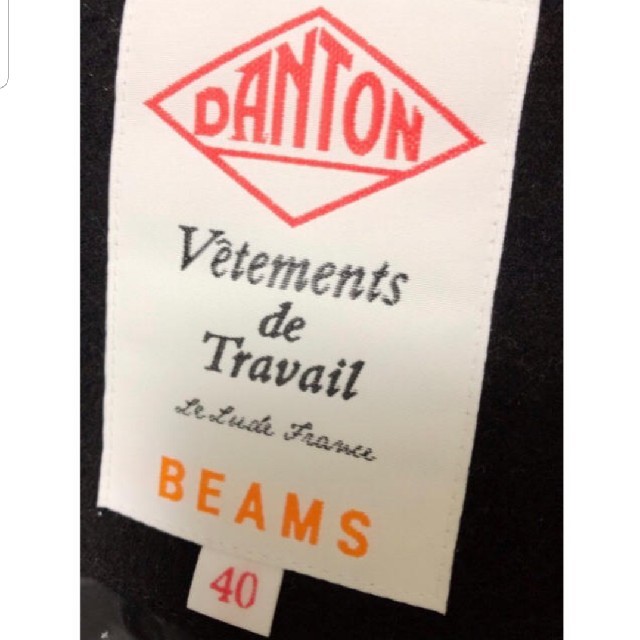 DANTON
Vêtements
de
Travail
Le Lude France
BEAMS
40